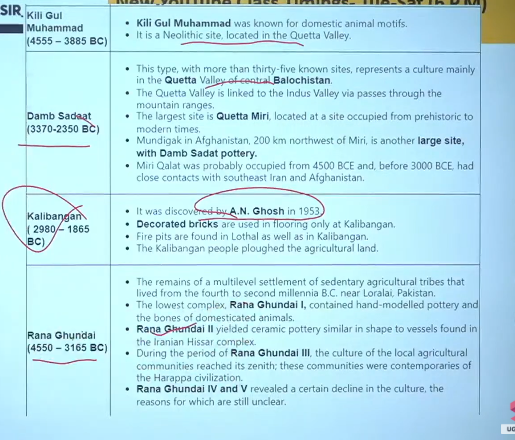 New YouTube Class Timings- Tue-Sat (6 P.M)
SIR.
Kili Gul
Muhammad
(4555 – 3885 BC)
• Kili Gul Muhammad was known for domestic animal motifs.
• It is a Neolithic site, located in the Quetta Valley.
Damb Sadaat
(3370-2350 BC)
• This type, with more than thirty-five known sites, represents a culture mainly
in the Quetta Valley of central Balochistan.
• The Quetta Valley is linked to the Indus Valley via passes through the
mountain ranges.
• The largest site is Quetta Miri, located at a site occupied from prehistoric to
modern times.
• Mundigak in Afghanistan, 200 km northwest of Miri, is another large site,
with Damb Sadat pottery.
• Miri Qalat was probably occupied from 4500 BCE and, before 3000 BCE, had
close contacts with southeast Iran and Afghanistan.
Kalibangan
( 2980 – 1865
BC)
• It was discovered by A.N. Ghosh in 1953.
• Decorated bricks are used in flooring only at Kalibangan.
• Fire pits are found in Lothal as well as in Kalibangan.
• The Kalibangan people ploughed the agricultural land.
Rana Ghundai
(4550 – 3165 BC)
• The remains of a multilevel settlement of sedentary agricultural tribes that
lived from the fourth to second millennia B.C. near Loralai, Pakistan.
• The lowest complex, Raha Ghundai I, contained hand-modelled pottery and
the bones of domesticated animals.
• Rana Ghundai II yielded ceramic pottery similar in shape to vessels found in
the Iranian Hissar complex.
• During the period of Rana Ghundai III, the culture of the local agricultural
communities reached its zenith; these communities were contemporaries of
the Harappa civilization.
• Rana Ghundai IV and V revealed a certain decline in the culture, the
reasons for which are still unclear.